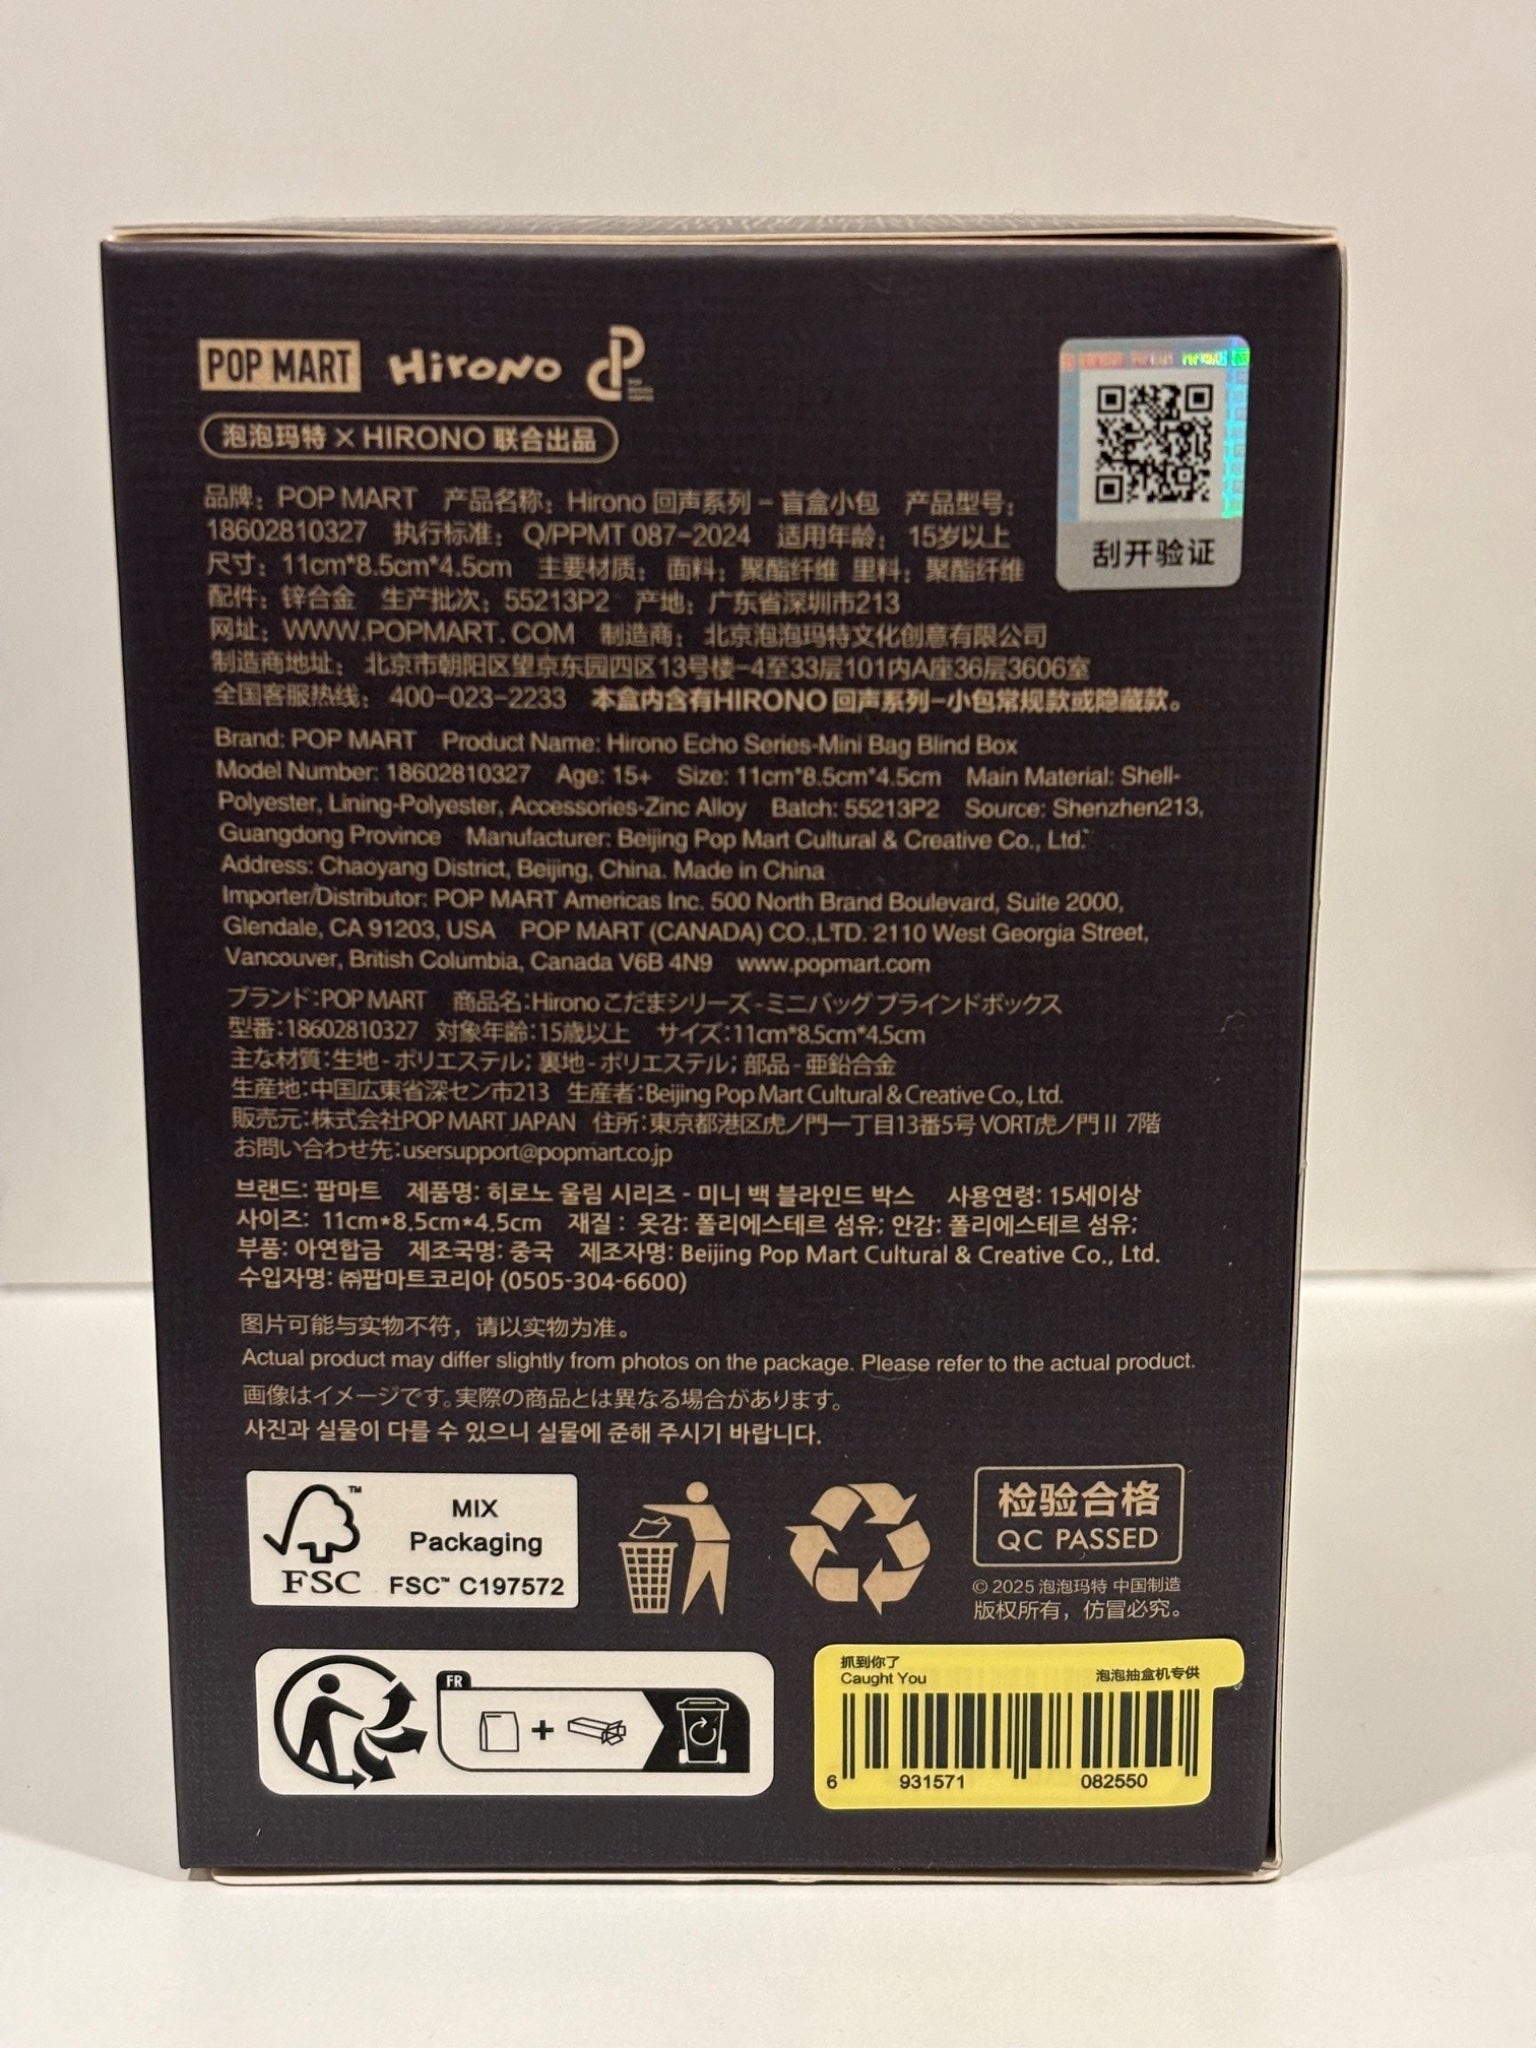 POP MART Hirono
泡泡玛特 × HIRONO 联合出品
刮开验证
品牌：POP MART 产品名称：Hirono 回声系列 – 盲盒小包 产品型号：
18602810327 执行标准：Q/PPMT 087-2024 适用年龄：15岁以上
尺寸：11cm*8.5cm*4.5cm 主要材质：面料：聚酯纤维 里料：聚酯纤维
配件：锌合金 生产批次：55213P2 产地：广东省深圳市213
网址：WWW.POPMART.COM 制造商：北京泡泡玛特文化创意有限公司
制造商地址：北京市朝阳区望京东园四区13号楼-4至33层101内A座36层3606室
全国客服热线：400-023-2233 本盒内含有HIRONO 回声系列-小包常规款或隐藏款。
Brand: POP MART Product Name: Hirono Echo Series-Mini Bag Blind Box
Model Number: 18602810327 Age: 15+ Size: 11cm*8.5cm*4.5cm Main Material: Shell-
Polyester, Lining-Polyester, Accessories-Zinc Alloy Batch: 55213P2 Source: Shenzhen213,
Guangdong Province Manufacturer: Beijing Pop Mart Cultural & Creative Co., Ltd.
Address: Chaoyang District, Beijing, China. Made in China
Importer/Distributor: POP MART Americas Inc. 500 North Brand Boulevard, Suite 2000,
Glendale, CA 91203, USA POP MART (CANADA) CO.,LTD. 2110 West Georgia Street,
Vancouver, British Columbia, Canada V6B 4N9 www.popmart.com
ブランド：POP MART 商品名：Hirono こだまシリーズ - ミニバッグ ブラインドボックス
型番：18602810327 対象年齢：15歳以上 サイズ：11cm*8.5cm*4.5cm
主な材質：生地 - ポリエステル；裏地 - ポリエステル；部品 - 亜鉛合金
生産地：中国広東省深セン市213 生産者：Beijing Pop Mart Cultural & Creative Co., Ltd.
販売元：株式会社POP MART JAPAN 住所：東京都港区虎ノ門一丁目13番5号 VORT虎ノ門II 7階
お問い合わせ先：usersupport@popmart.co.jp
브랜드: 팝마트 제품명: 히로노 울림 시리즈 - 미니 백 블라인드 박스 사용연령: 15세이상
사이즈: 11cm*8.5cm*4.5cm 재질 : 옷감: 폴리에스테르 섬유; 안감: 폴리에스테르 섬유;
부품: 아연합금 제조국명: 중국 제조자명: Beijing Pop Mart Cultural & Creative Co., Ltd.
수입자명: ㈜팝마트코리아 (0505-304-6600)
图片可能与实物不符，请以实物为准。
Actual product may differ slightly from photos on the package. Please refer to the actual product.
画像はイメージです。実際の商品とは異なる場合があります。
사진과 실물이 다를 수 있으니 실물에 준해 주시기 바랍니다.
FSC™
MIX
Packaging
FSC™ C197572
检验合格
QC PASSED
© 2025 泡泡玛特 中国制造
版权所有，仿冒必究。
FR
抓到你了
Caught You 泡泡抽盒机专供
6 931571 082550